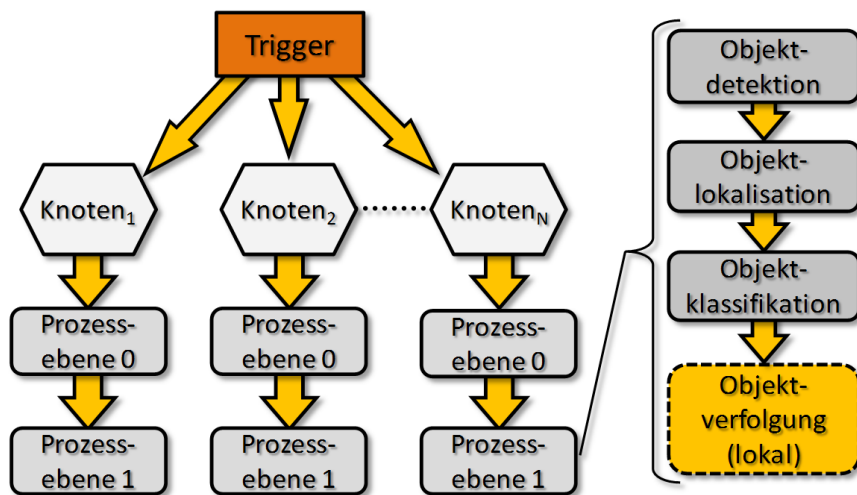 Trigger
Knoten₁
Knoten₂
Knoten_N
Prozess-
ebene 0
Prozess-
ebene 0
Prozess-
ebene 0
Prozess-
ebene 1
Prozess-
ebene 1
Prozess-
ebene 1
Objekt-
detektion
Objekt-
lokalisation
Objekt-
klassifikation
Objekt-
verfolgung
(lokal)